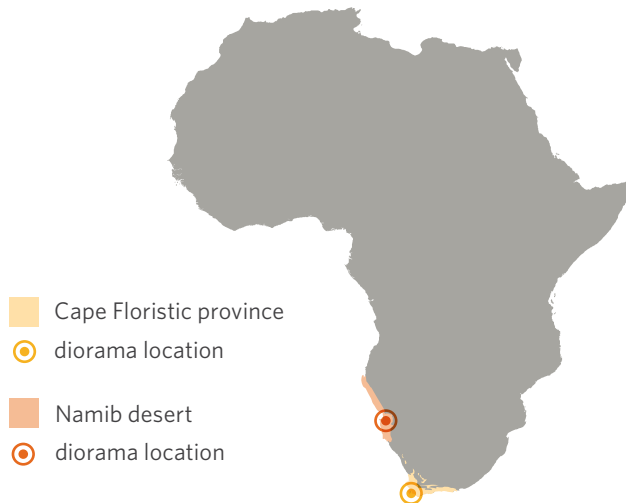 Cape Floristic province
diorama location
Namib desert
diorama location